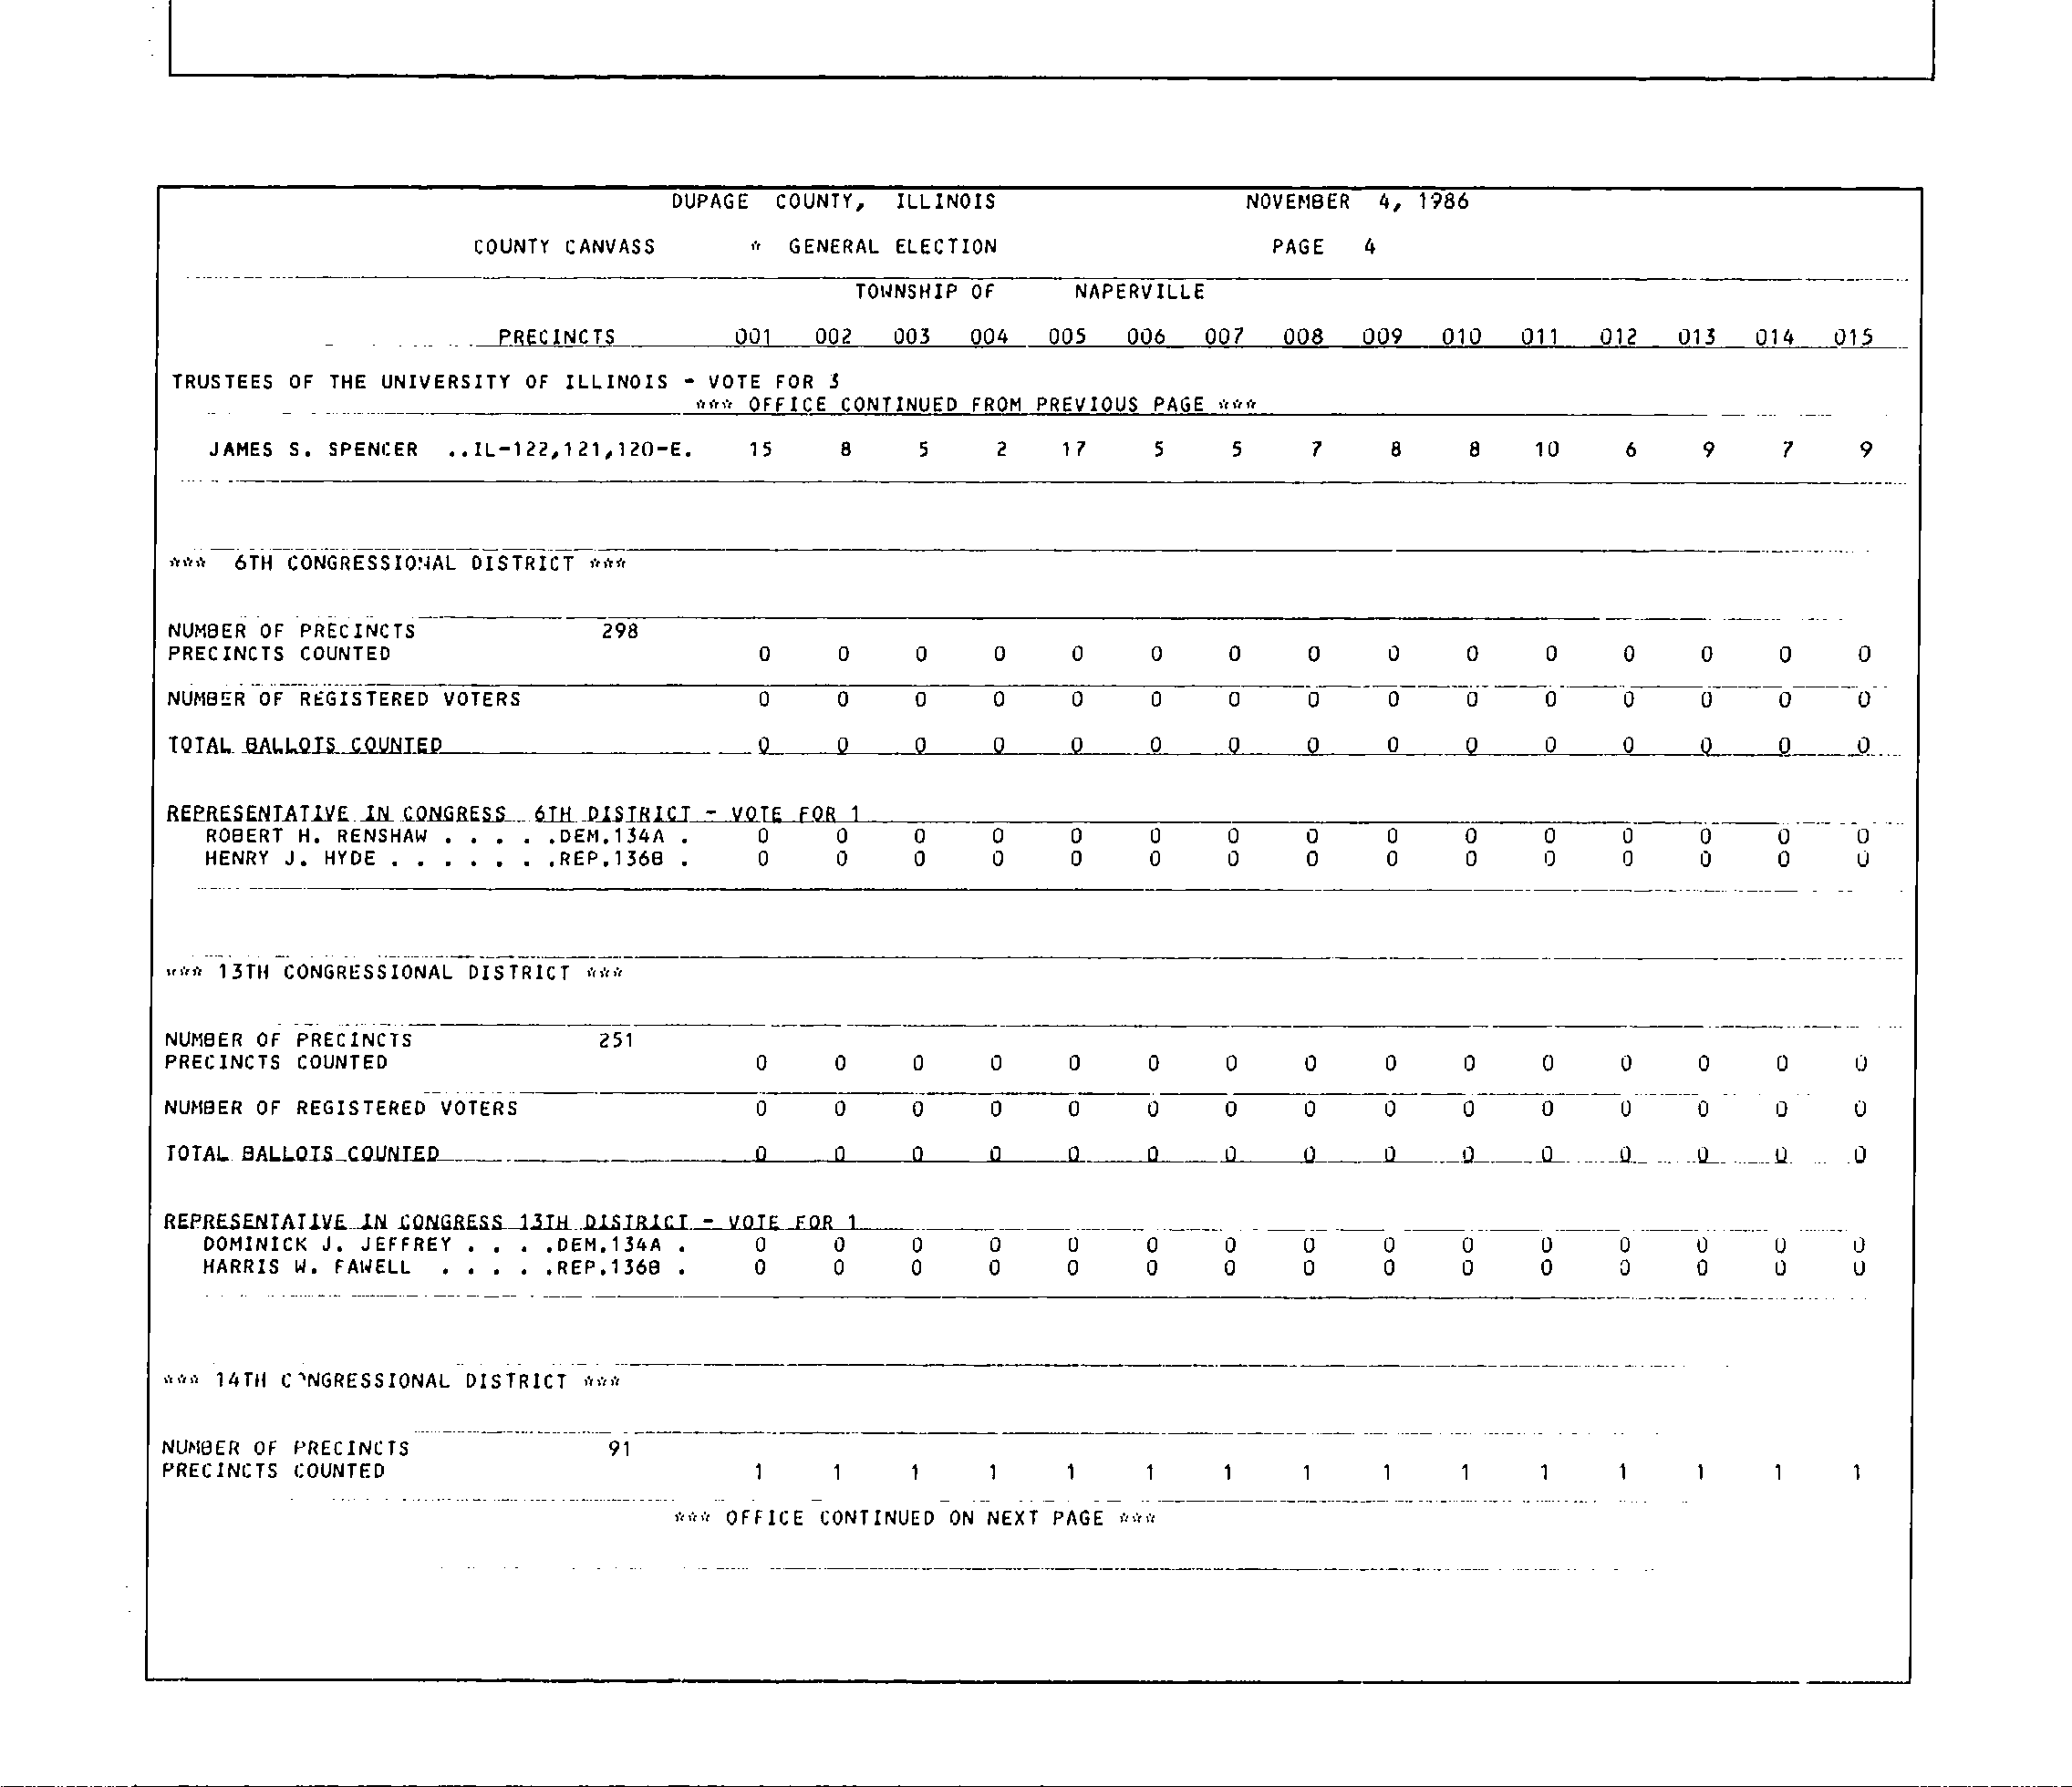 DUPAGE COUNTY, ILLINOIS NOVEMBER 4, 1986
COUNTY CANVASS * GENERAL ELECTION PAGE 4
TOWNSHIP OF NAPERVILLE
PRECINCTS 001 002 003 004 005 006 007 008 009 010 011 012 013 014 015
TRUSTEES OF THE UNIVERSITY OF ILLINOIS - VOTE FOR 3
*** OFFICE CONTINUED FROM PREVIOUS PAGE ***
JAMES S. SPENCER ..IL-122,121,120-E. 15 8 5 2 17 5 5 7 8 8 10 6 9 7 9
*** 6TH CONGRESSIONAL DISTRICT ***
NUMBER OF PRECINCTS 298
PRECINCTS COUNTED 0 0 0 0 0 0 0 0 0 0 0 0 0 0 0
NUMBER OF REGISTERED VOTERS 0 0 0 0 0 0 0 0 0 0 0 0 0 0 0
TOTAL BALLOTS COUNTED 0 0 0 0 0 0 0 0 0 0 0 0 0 0 0
REPRESENTATIVE IN CONGRESS 6TH DISTRICT - VOTE FOR 1
ROBERT H. RENSHAW . . . . .DEM.134A . 0 0 0 0 0 0 0 0 0 0 0 0 0 0 0
HENRY J. HYDE . . . . . . .REP.136B . 0 0 0 0 0 0 0 0 0 0 0 0 0 0 0
*** 13TH CONGRESSIONAL DISTRICT ***
NUMBER OF PRECINCTS 251
PRECINCTS COUNTED 0 0 0 0 0 0 0 0 0 0 0 0 0 0 0
NUMBER OF REGISTERED VOTERS 0 0 0 0 0 0 0 0 0 0 0 0 0 0 0
TOTAL BALLOTS COUNTED 0 0 0 0 0 0 0 0 0 0 0 0 0 0 0
REPRESENTATIVE IN CONGRESS 13TH DISTRICT - VOTE FOR 1
DOMINICK J. JEFFREY . . . .DEM.134A . 0 0 0 0 0 0 0 0 0 0 0 0 0 0 0
HARRIS W. FAWELL . . . . .REP.136B . 0 0 0 0 0 0 0 0 0 0 0 0 0 0 0
*** 14TH CONGRESSIONAL DISTRICT ***
NUMBER OF PRECINCTS 91
PRECINCTS COUNTED 1 1 1 1 1 1 1 1 1 1 1 1 1 1 1
*** OFFICE CONTINUED ON NEXT PAGE ***